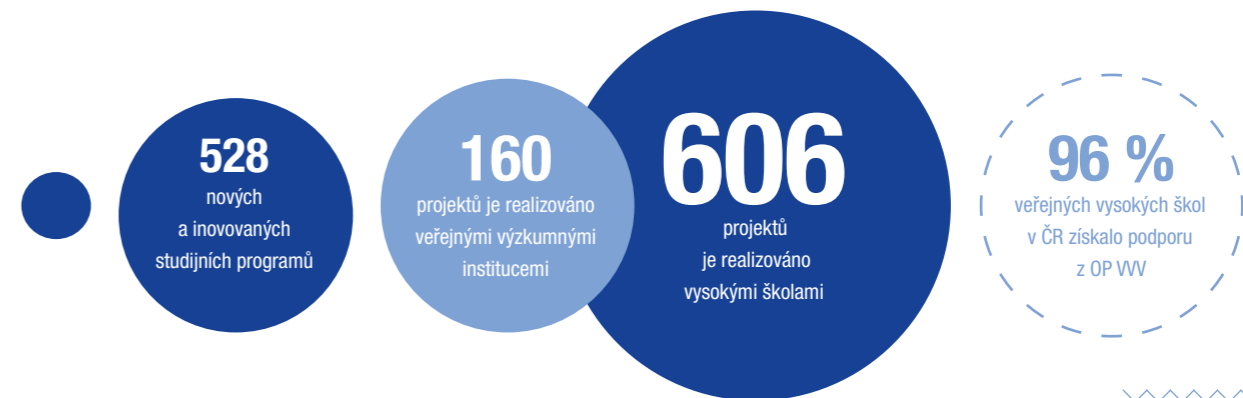 528
nových
a inovovaných
studijních programů
160
projektů je realizováno
veřejnými výzkumnými
institucemi
606
projektů
je realizováno
vysokými školami
96 %
veřejných vysokých škol
v ČR získalo podporu
z OP VVV